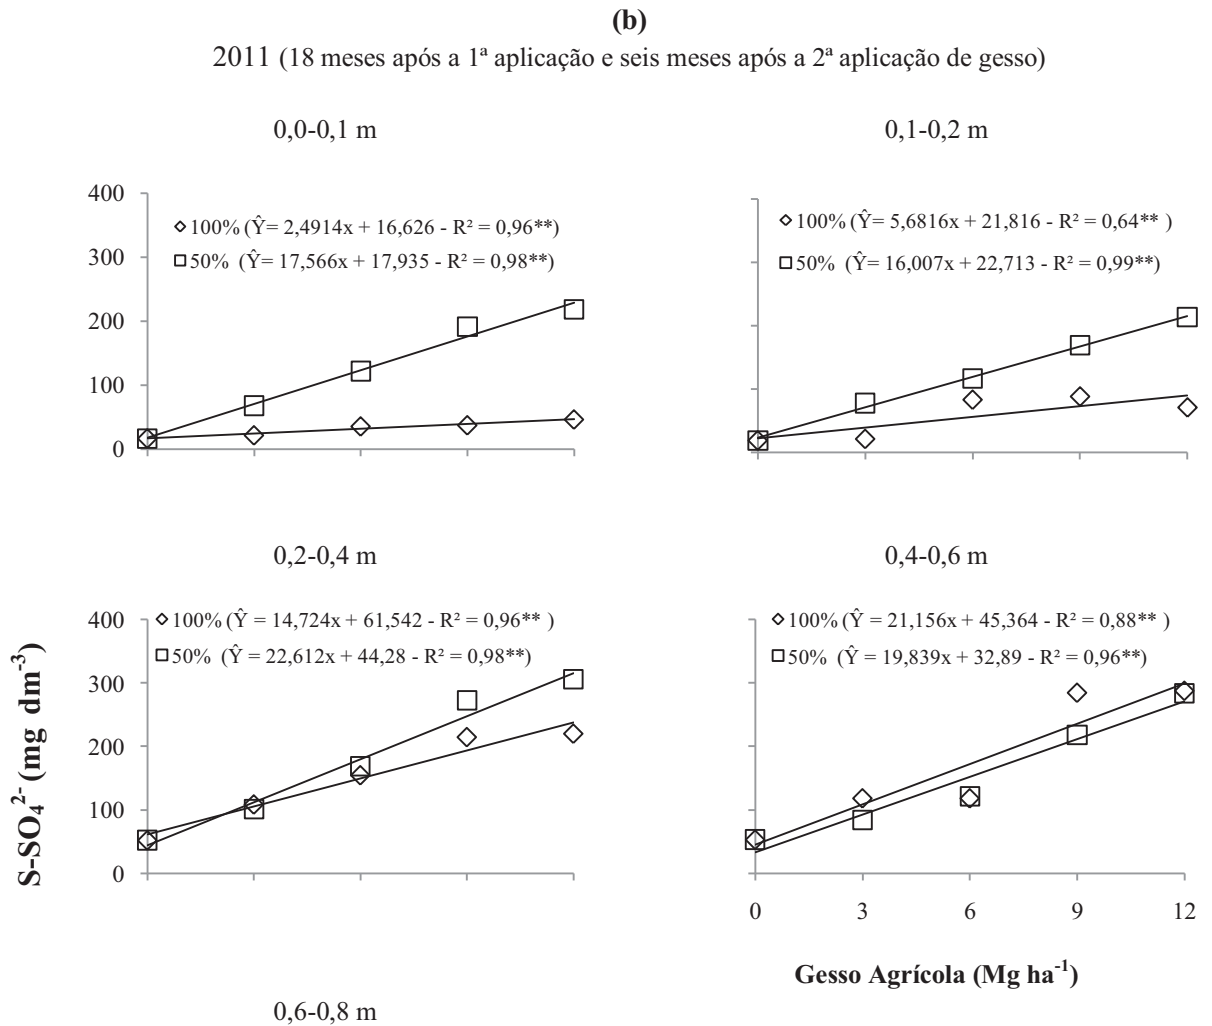 (b)
2011 (18 meses após a 1ª aplicação e seis meses após a 2ª aplicação de gesso)
0,0-0,1 m
400
300
200
100
0
◇ 100% (Ŷ= 2,4914x + 16,626 - R² = 0,96**)
□ 50% (Ŷ= 17,566x + 17,935 - R² = 0,98**)
0,1-0,2 m
◇ 100% (Ŷ= 5,6816x + 21,816 - R² = 0,64** )
□ 50% (Ŷ= 16,007x + 22,713 - R² = 0,99**)
S-SO₄²⁻ (mg dm⁻³)
0,2-0,4 m
400
300
200
100
0
◇ 100% (Ŷ = 14,724x + 61,542 - R² = 0,96** )
□ 50% (Ŷ = 22,612x + 44,28 - R² = 0,98**)
0,4-0,6 m
◇ 100% (Ŷ = 21,156x + 45,364 - R² = 0,88** )
□ 50% (Ŷ = 19,839x + 32,89 - R² = 0,96**)
0 3 6 9 12
Gesso Agrícola (Mg ha⁻¹)
0,6-0,8 m